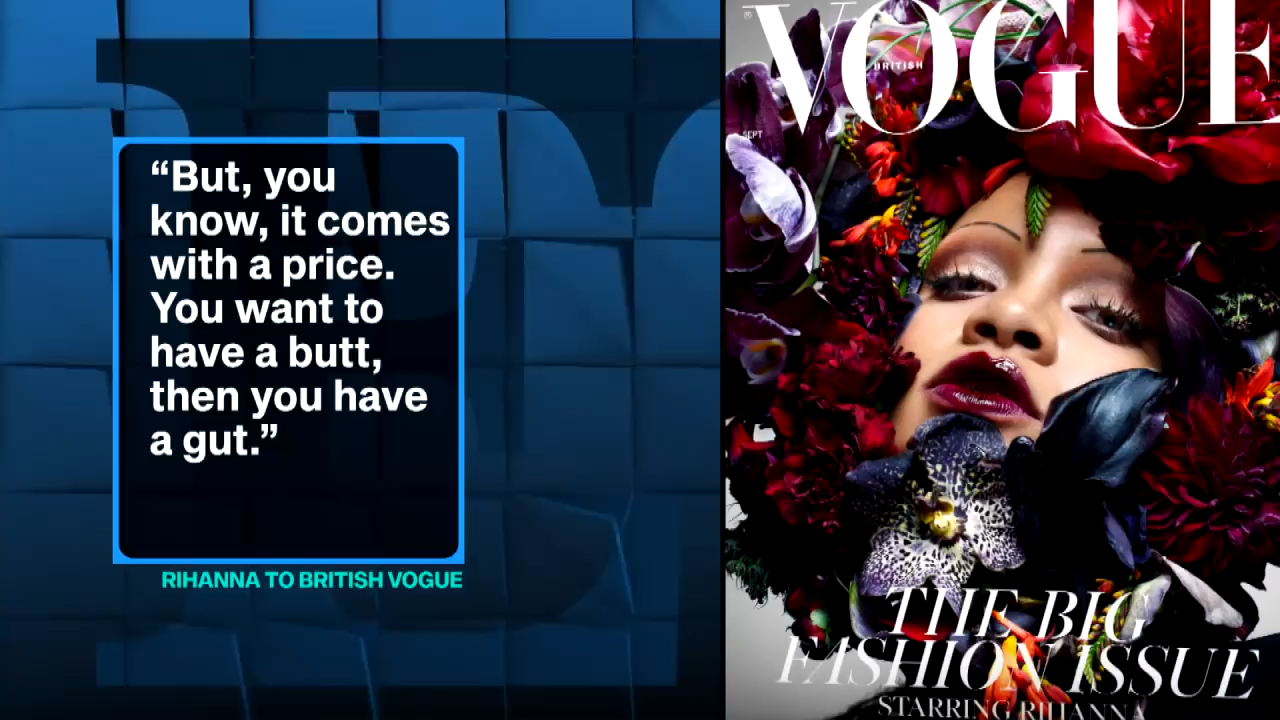 “But, you
know, it comes
with a price.
You want to
have a butt,
then you have
a gut.”
RIHANNA TO BRITISH VOGUE
®
VOGUE
BRITISH
SEPT
THE BIG
FASHION ISSUE
STARRING RIHANNA